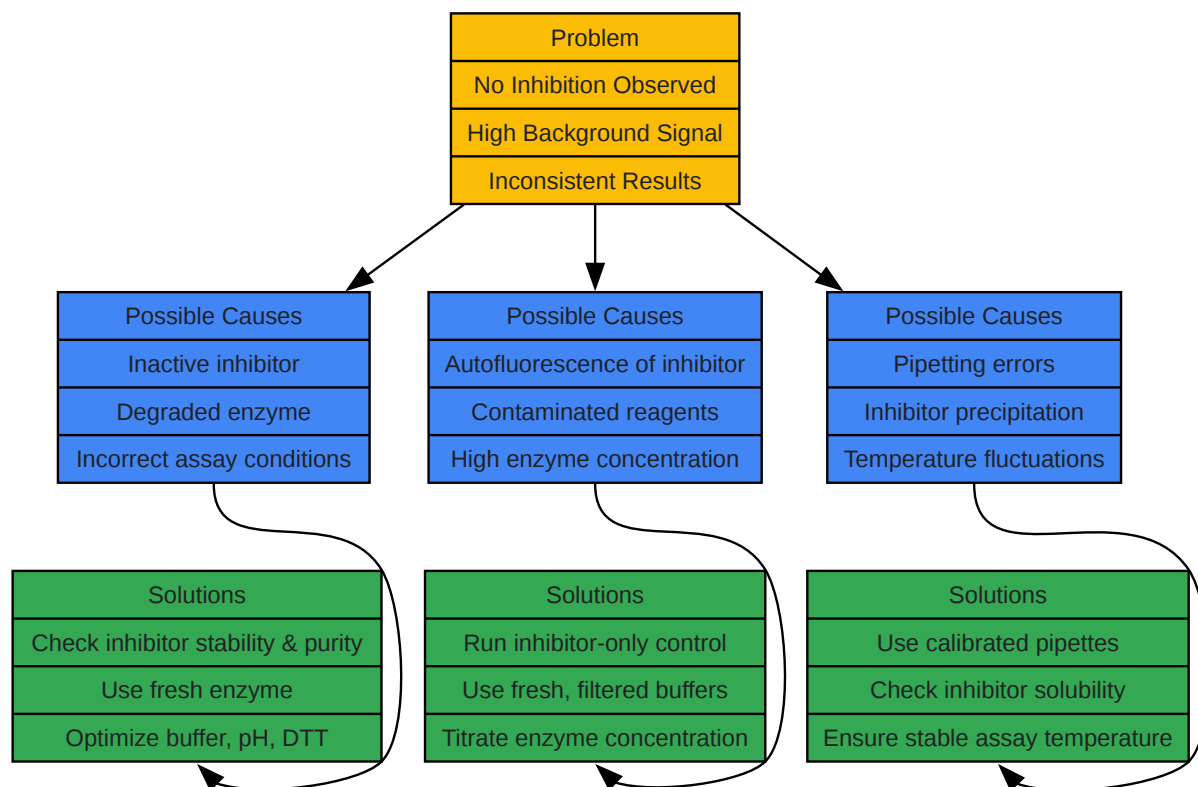 Problem
No Inhibition Observed
High Background Signal
Inconsistent Results
Possible Causes
Inactive inhibitor
Degraded enzyme
Incorrect assay conditions
Possible Causes
Autofluorescence of inhibitor
Contaminated reagents
High enzyme concentration
Possible Causes
Pipetting errors
Inhibitor precipitation
Temperature fluctuations
Solutions
Check inhibitor stability & purity
Use fresh enzyme
Optimize buffer, pH, DTT
Solutions
Run inhibitor-only control
Use fresh, filtered buffers
Titrate enzyme concentration
Solutions
Use calibrated pipettes
Check inhibitor solubility
Ensure stable assay temperature